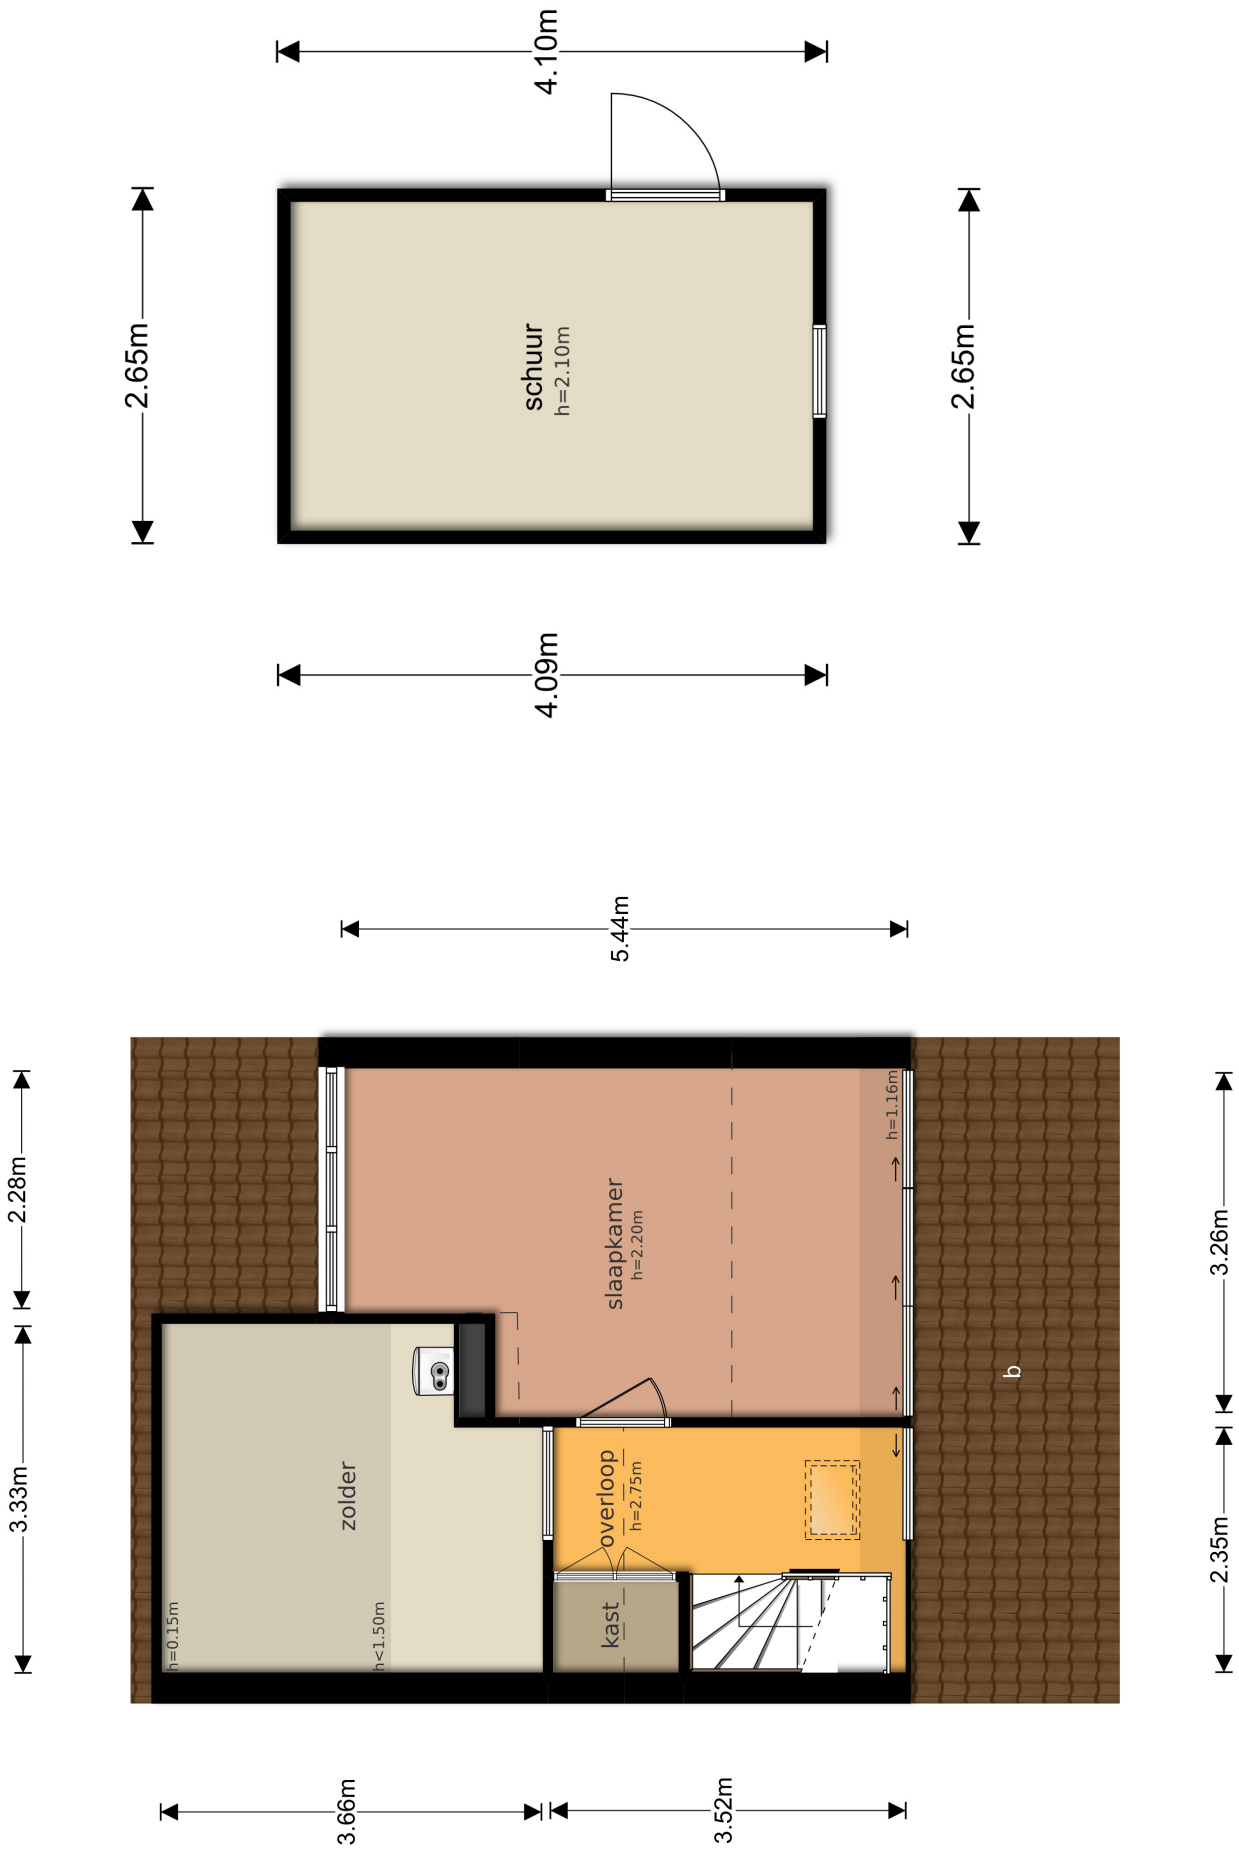 4.10m
2.65m
schuur
h=2.10m
2.65m
4.09m
5.44m
2.28m
h=1.16m
slaapkamer
h=2.20m
3.26m
b
3.33m
zolder
h=0.15m
h<1.50m
overloop
h=2.75m
kast
2.35m
3.66m
3.52m